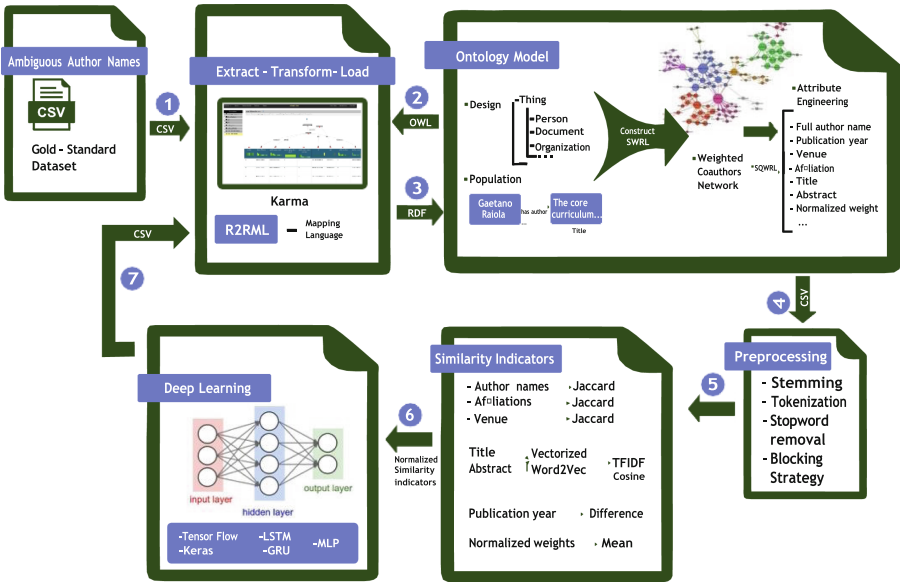 Ambiguous Author Names
CSV
Gold - Standard
Dataset
1
CSV
Extract - Transform- Load
Karma
R2RML
Mapping
Language
2
OWL
3
RDF
Ontology Model
▪Design
-Thing
Person
Document
Organization
...
▪Population
Gaetano
Raiola
has author
The core
curriculum...
...
Title
Construct
SWRL
▪Weighted
Coauthors
Network
*SQWRL
▪Attribute
Engineering
- Full author name
- Publication year
- Venue
- Af¤liation
- Title
- Abstract
- Normalized weight
...
4
CSV
Preprocessing
- Stemming
- Tokenization
- Stopword
removal
- Blocking
Strategy
5
Similarity Indicators
- Author names Jaccard
- Af¤liations Jaccard
- Venue Jaccard
Title
Abstract
Vectorized
Word2Vec
TFIDF
Cosine
Publication year Difference
Normalized weights Mean
6
Normalized
Similarity
indicators
Deep Learning
input layer
hidden layer
output layer
-Tensor Flow -LSTM -MLP
-Keras -GRU
7
CSV